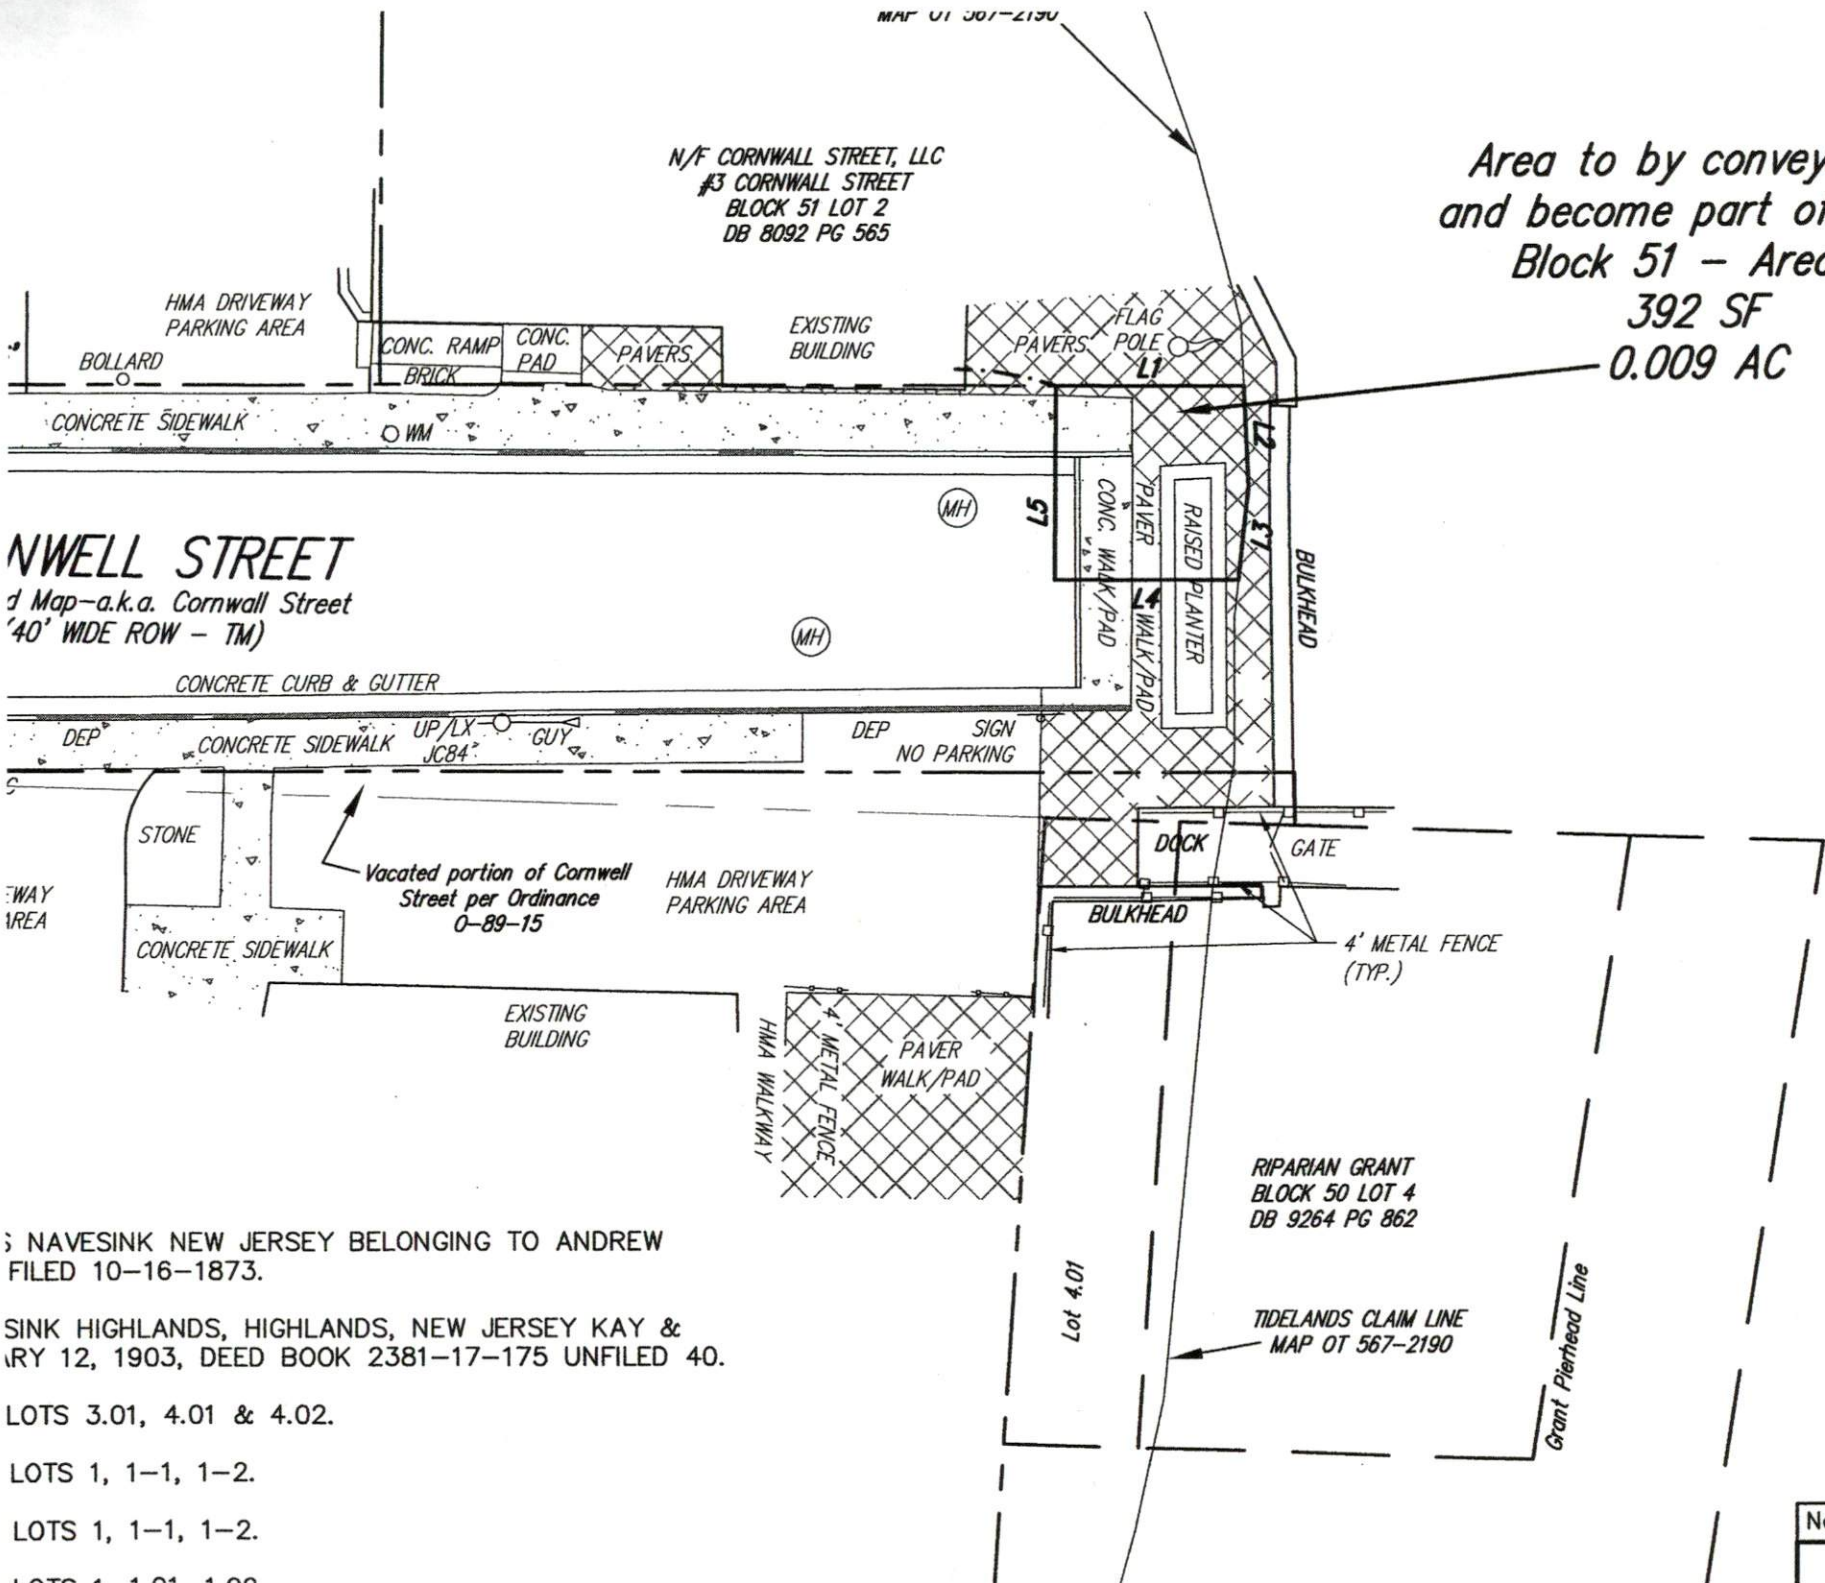 MAP OT 567-2190
N/F CORNWALL STREET, LLC
#3 CORNWALL STREET
BLOCK 51 LOT 2
DB 8092 PG 565
Area to by convey
and become part of
Block 51 - Area
392 SF
0.009 AC
HMA DRIVEWAY
PARKING AREA
BOLLARD
CONC. RAMP
BRICK
CONC.
PAD
PAVERS
EXISTING
BUILDING
PAVERS
FLAG
POLE
L1
CONCRETE SIDEWALK
WM
L2
L5
MH
CONC. WALK/PAD
PAVER WALK/PAD
RAISED PLANTER
L3
BULKHEAD
L4
NWELL STREET
d Map-a.k.a. Cornwall Street
(40' WIDE ROW - TM)
MH
CONCRETE CURB & GUTTER
DEP
CONCRETE SIDEWALK
UP/LX
JC84
GUY
DEP
SIGN
NO PARKING
STONE
Vacated portion of Cornwell
Street per Ordinance
O-89-15
HMA DRIVEWAY
PARKING AREA
DOCK
GATE
BULKHEAD
4' METAL FENCE
(TYP.)
EWAY
AREA
CONCRETE SIDEWALK
EXISTING
BUILDING
HMA WALKWAY
4' METAL FENCE
PAVER
WALK/PAD
RIPARIAN GRANT
BLOCK 50 LOT 4
DB 9264 PG 862
Lot 4.01
TIDELANDS CLAIM LINE
MAP OT 567-2190
Grant Pierhead Line
S NAVESINK NEW JERSEY BELONGING TO ANDREW
FILED 10-16-1873.
SINK HIGHLANDS, HIGHLANDS, NEW JERSEY KAY &
ARY 12, 1903, DEED BOOK 2381-17-175 UNFILED 40.
LOTS 3.01, 4.01 & 4.02.
LOTS 1, 1-1, 1-2.
LOTS 1, 1-1, 1-2.